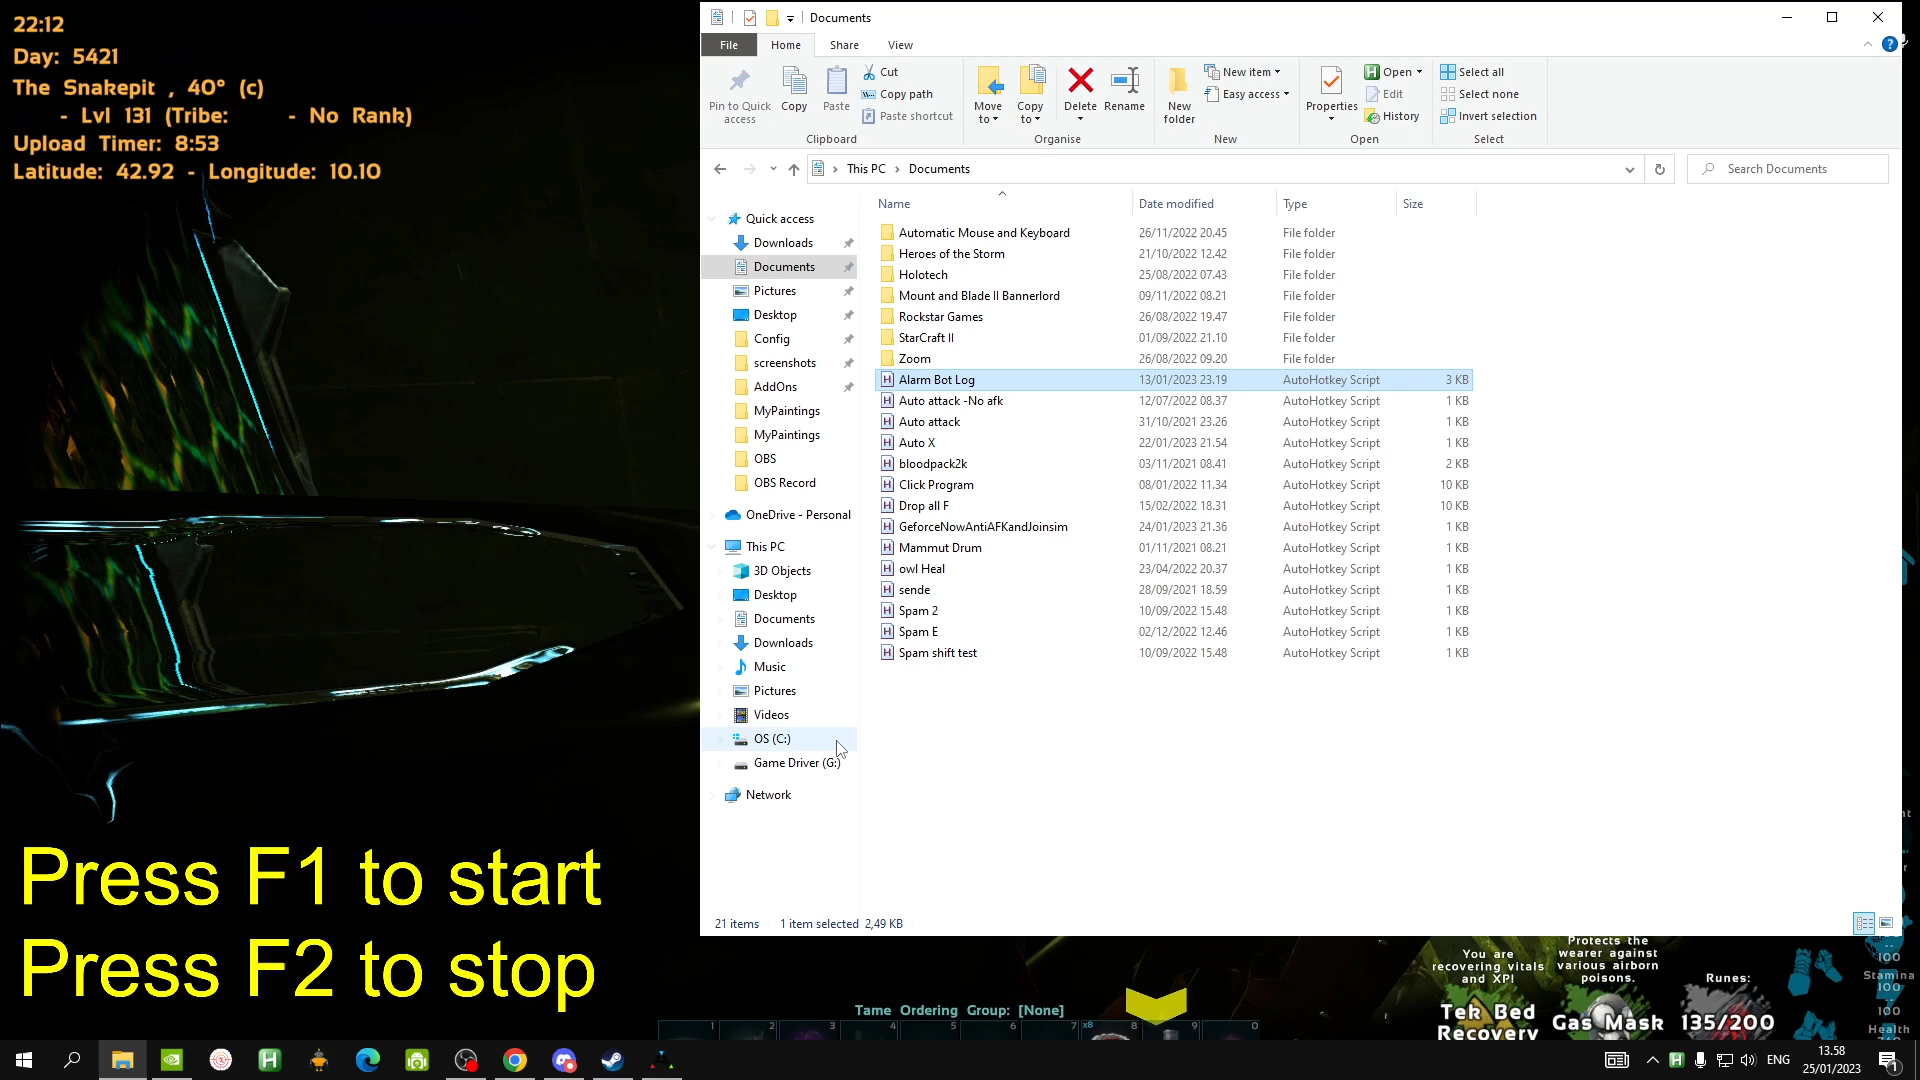 22:12
Day: 5421
The Snakepit , 40° (c)
- Lvl 131 (Tribe: - No Rank)
Upload Timer: 8:53
Latitude: 42.92 - Longitude: 10.10
Documents
File Home Share View
Pin to Quick access
Copy
Paste
Cut
Copy path
Paste shortcut
Clipboard
Move to
Copy to
Delete
Rename
Organise
New folder
New item
Easy access
New
Properties
Open
Edit
History
Open
Select all
Select none
Invert selection
Select
This PC › Documents
Search Documents
Quick access
Downloads
Documents
Pictures
Desktop
Config
screenshots
AddOns
MyPaintings
MyPaintings
OBS
OBS Record
OneDrive - Personal
This PC
3D Objects
Desktop
Documents
Downloads
Music
Pictures
Videos
OS (C:)
Game Driver (G:)
Network
Name Date modified Type Size
Automatic Mouse and Keyboard 26/11/2022 20.45 File folder
Heroes of the Storm 21/10/2022 12.42 File folder
Holotech 25/08/2022 07.43 File folder
Mount and Blade II Bannerlord 09/11/2022 08.21 File folder
Rockstar Games 26/08/2022 19.47 File folder
StarCraft II 01/09/2022 21.10 File folder
Zoom 26/08/2022 09.20 File folder
Alarm Bot Log 13/01/2023 23.19 AutoHotkey Script 3 KB
Auto attack -No afk 12/07/2022 08.37 AutoHotkey Script 1 KB
Auto attack 31/10/2021 23.26 AutoHotkey Script 1 KB
Auto X 22/01/2023 21.54 AutoHotkey Script 1 KB
bloodpack2k 03/11/2021 08.41 AutoHotkey Script 2 KB
Click Program 08/01/2022 11.34 AutoHotkey Script 10 KB
Drop all F 15/02/2022 18.31 AutoHotkey Script 10 KB
GeforceNowAntiAFKandJoinsim 24/01/2023 21.36 AutoHotkey Script 1 KB
Mammut Drum 01/11/2021 08.21 AutoHotkey Script 1 KB
owl Heal 23/04/2022 20.37 AutoHotkey Script 1 KB
sende 28/09/2021 18.59 AutoHotkey Script 1 KB
Spam 2 10/09/2022 15.48 AutoHotkey Script 1 KB
Spam E 02/12/2022 12.46 AutoHotkey Script 1 KB
Spam shift test 10/09/2022 15.48 AutoHotkey Script 1 KB
21 items 1 item selected 2,49 KB
Press F1 to start
Press F2 to stop
Tame Ordering Group: [None]
1 2 3 4 5 6 7 x8 8 9 0
You are recovering vitals and XP!
Tek Bed Recovery
Protects the wearer against various airborn poisons.
Gas Mask
Runes:
135/200
100
Stamina
100
100
Health
ENG
13.58
25/01/2023
1